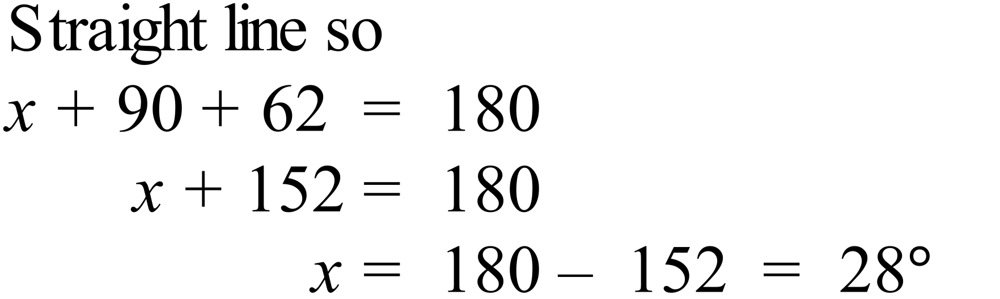 Straight line so
x + 90 + 62 = 180
x + 152 = 180
x = 180 – 152 = 28°